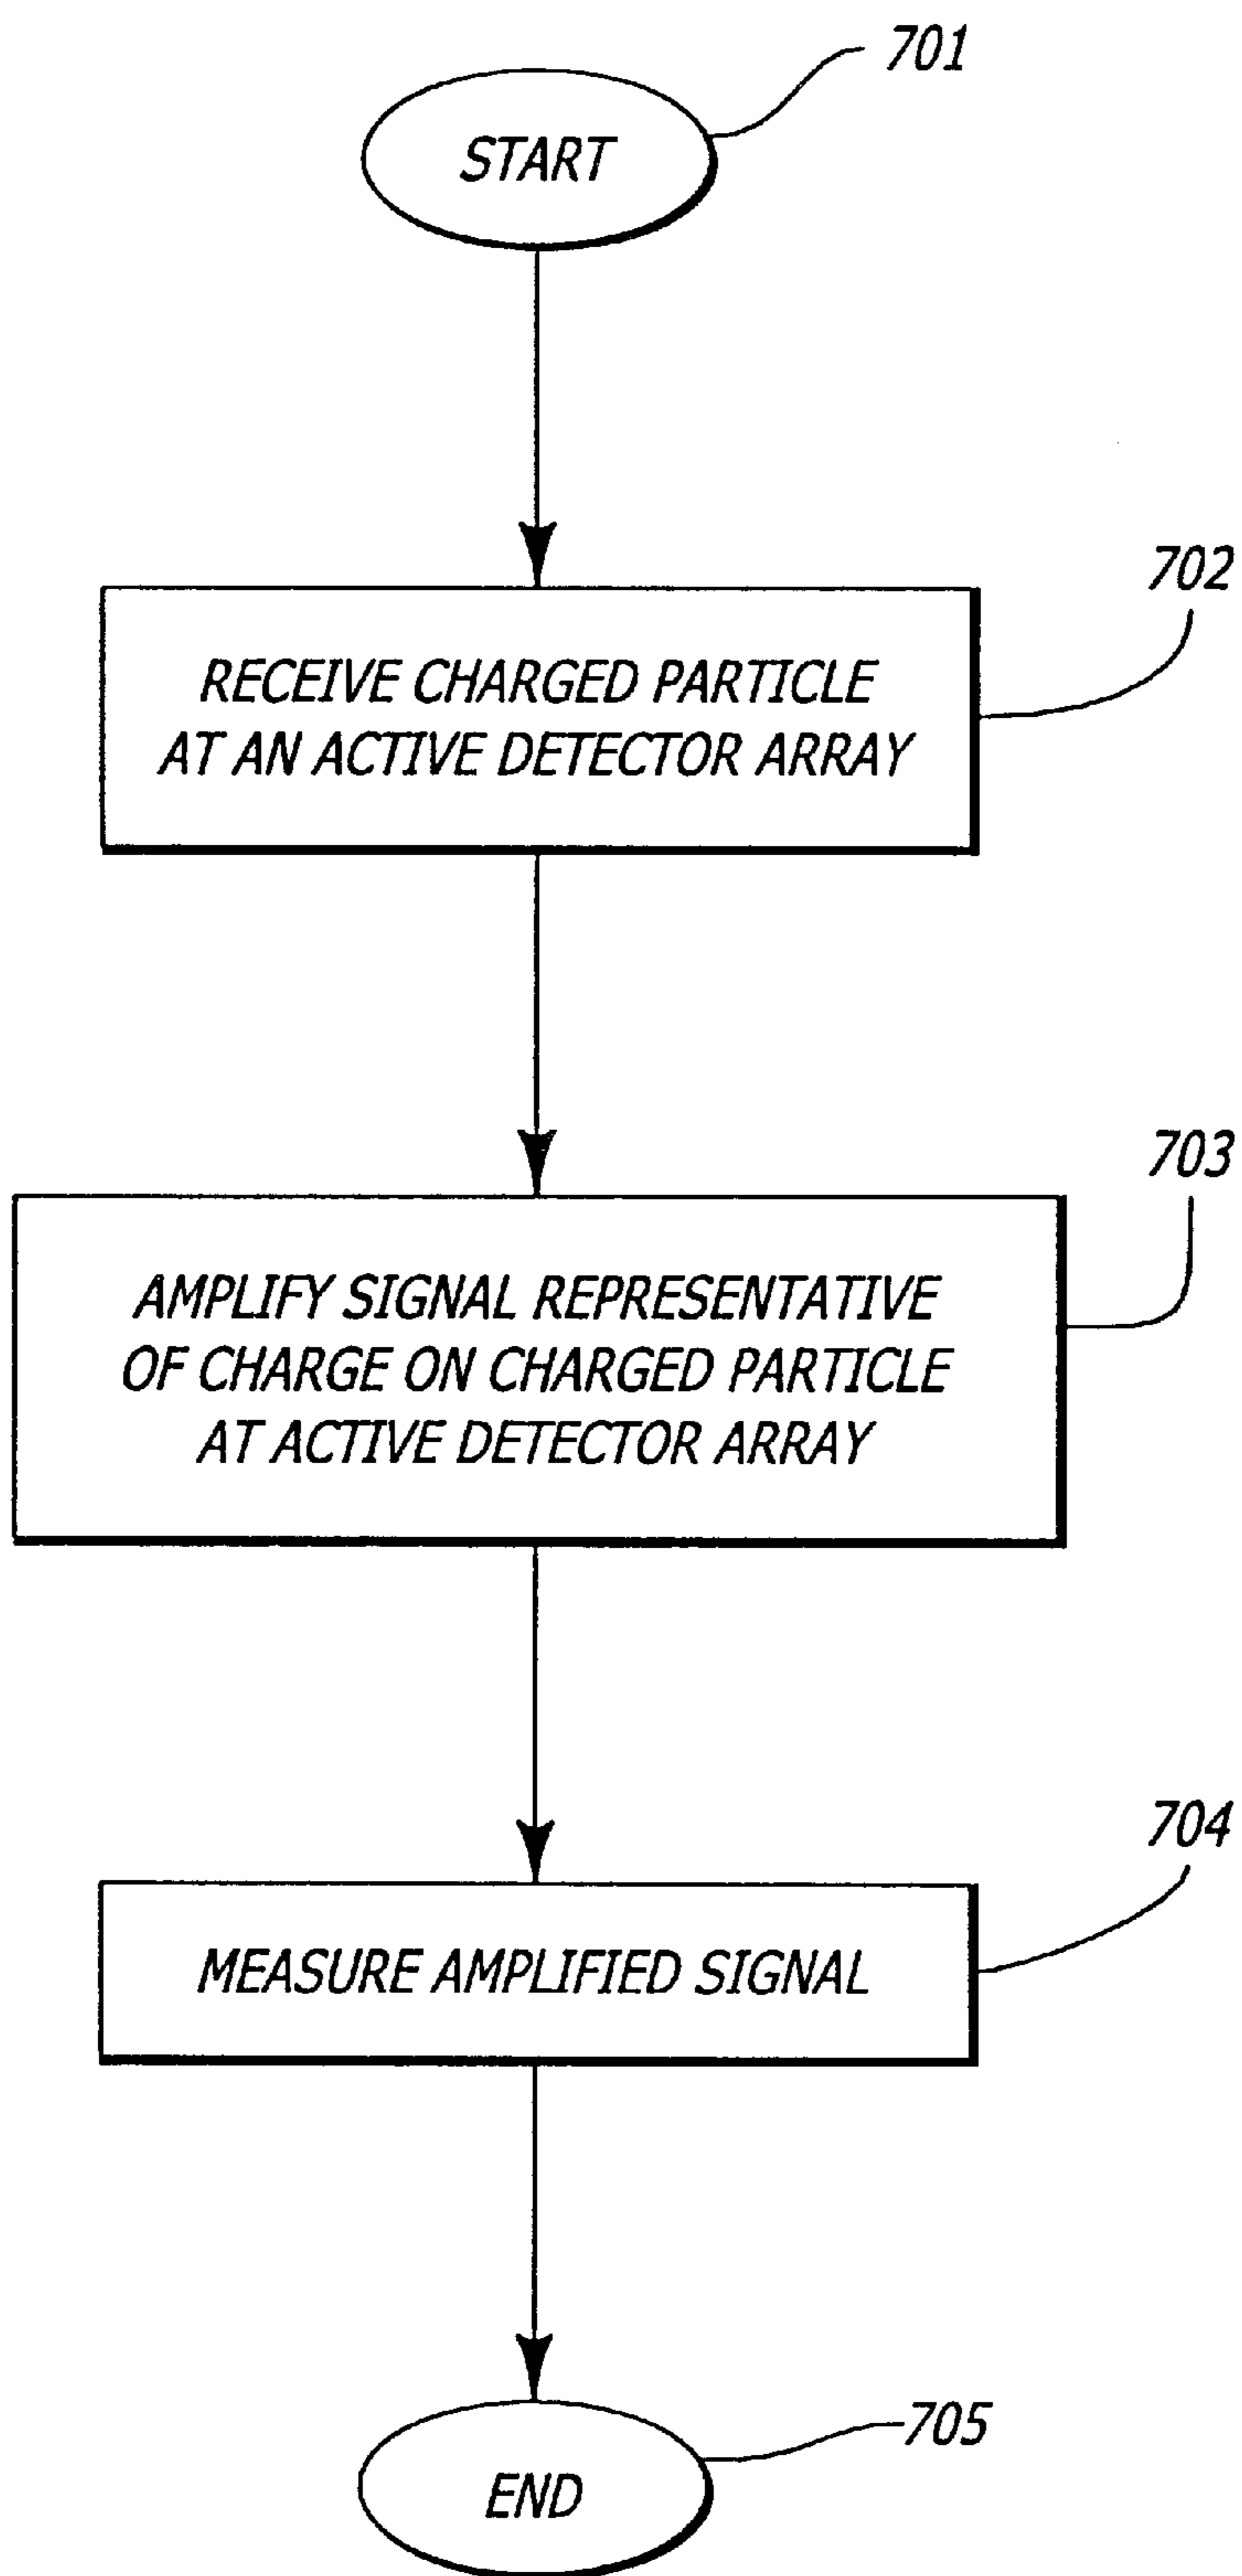 701
START
702
RECEIVE CHARGED PARTICLE
AT AN ACTIVE DETECTOR ARRAY
703
AMPLIFY SIGNAL REPRESENTATIVE
OF CHARGE ON CHARGED PARTICLE
AT ACTIVE DETECTOR ARRAY
704
MEASURE AMPLIFIED SIGNAL
705
END